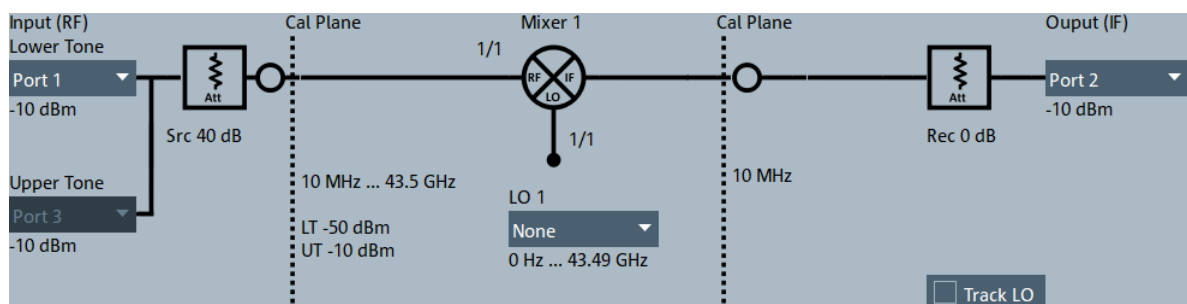 Input (RF)
Cal Plane
Mixer 1
Cal Plane
Ouput (IF)
Lower Tone
Port 1
-10 dBm
Att
Src 40 dB
1/1
RF
IF
LO
1/1
Att
Rec 0 dB
Port 2
-10 dBm
Upper Tone
Port 3
-10 dBm
10 MHz ... 43.5 GHz
LT -50 dBm
UT -10 dBm
LO 1
None
0 Hz ... 43.49 GHz
10 MHz
Track LO